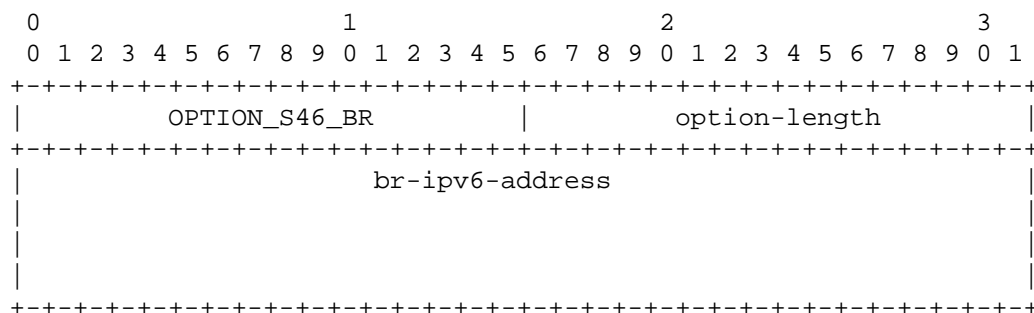 0                   1                   2                   3
 0 1 2 3 4 5 6 7 8 9 0 1 2 3 4 5 6 7 8 9 0 1 2 3 4 5 6 7 8 9 0 1
+-+-+-+-+-+-+-+-+-+-+-+-+-+-+-+-+-+-+-+-+-+-+-+-+-+-+-+-+-+-+-+-+
|         OPTION_S46_BR         |         option-length         |
+-+-+-+-+-+-+-+-+-+-+-+-+-+-+-+-+-+-+-+-+-+-+-+-+-+-+-+-+-+-+-+-+
|                      br-ipv6-address                          |
|                                                               |
|                                                               |
|                                                               |
+-+-+-+-+-+-+-+-+-+-+-+-+-+-+-+-+-+-+-+-+-+-+-+-+-+-+-+-+-+-+-+-+